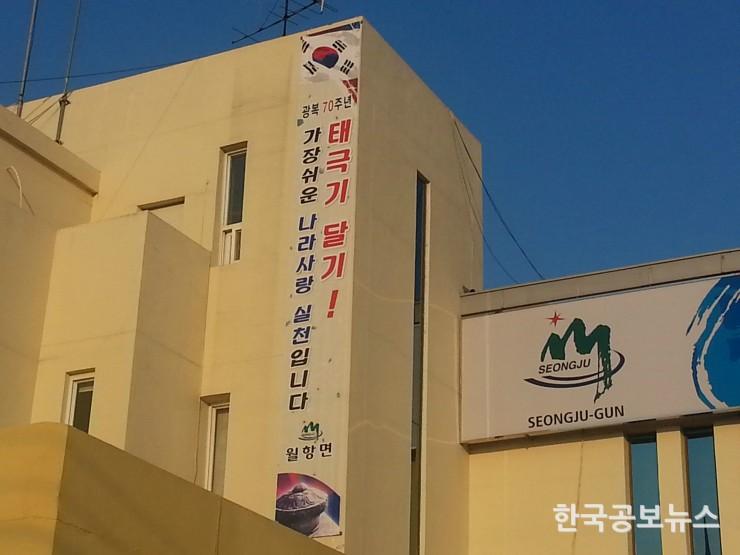 광복 70주년
태극기 달기!
가장쉬운 나라사랑 실천입니다
월항면
SEONGJU
SEONGJU-GUN
한국공보뉴스